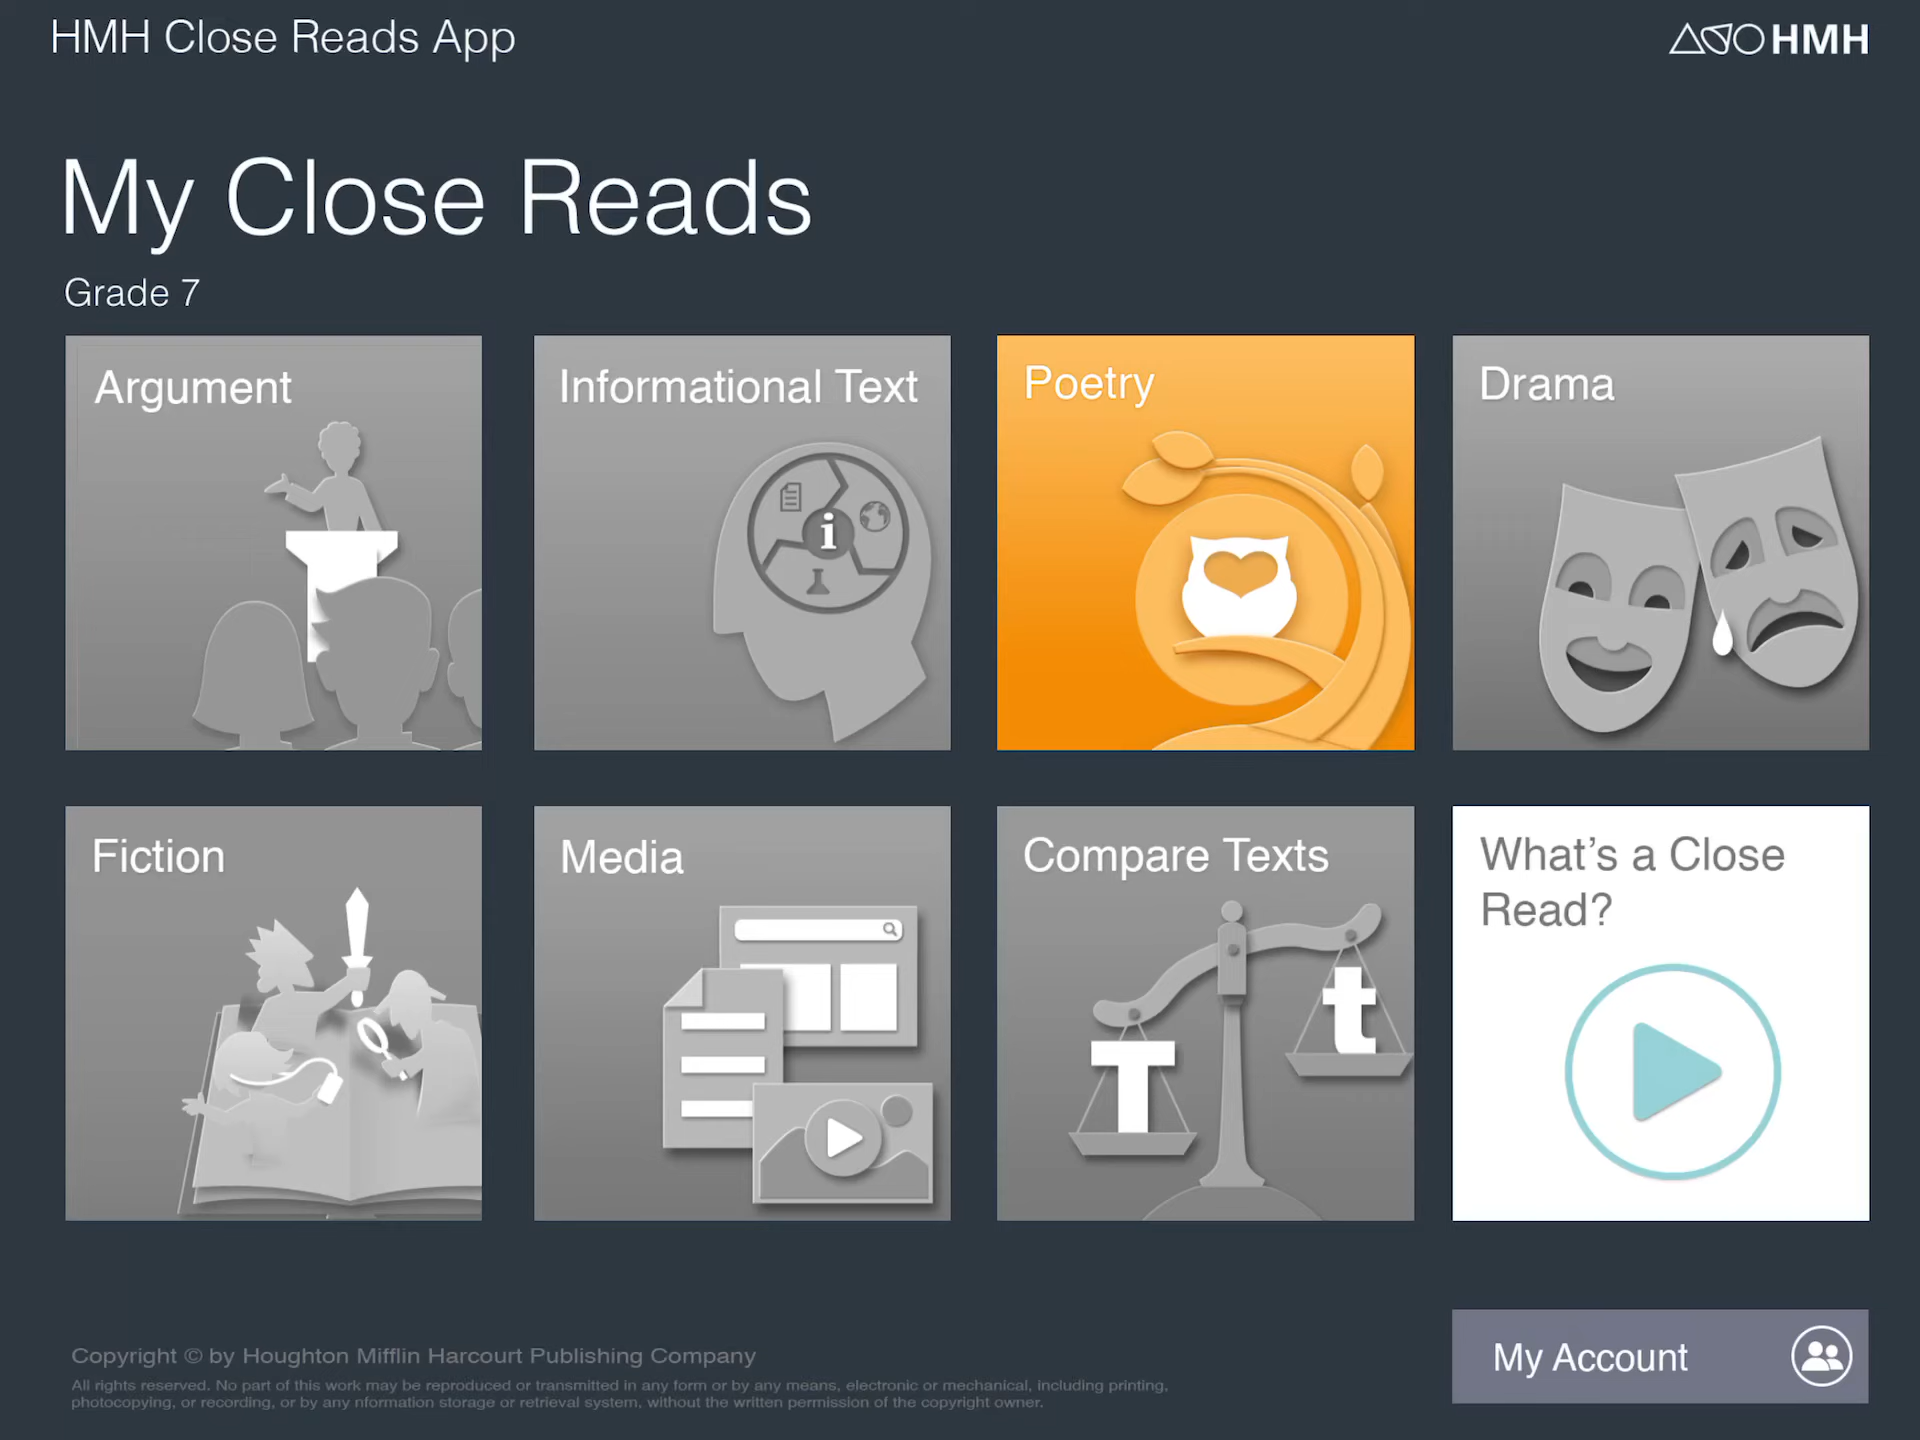 HMH Close Reads App
HMH
My Close Reads
Grade 7
Argument
Informational Text
i
Poetry
Drama
Fiction
Media
Compare Texts
T
t
What's a Close
Read?
My Account
Copyright © by Houghton Mifflin Harcourt Publishing Company
All rights reserved. No part of this work may be reproduced or transmitted in any form or by any means, electronic or mechanical, including printing,
photocopying, or recording, or by any nformation storage or retrieval system, without the written permission of the copyright owner.